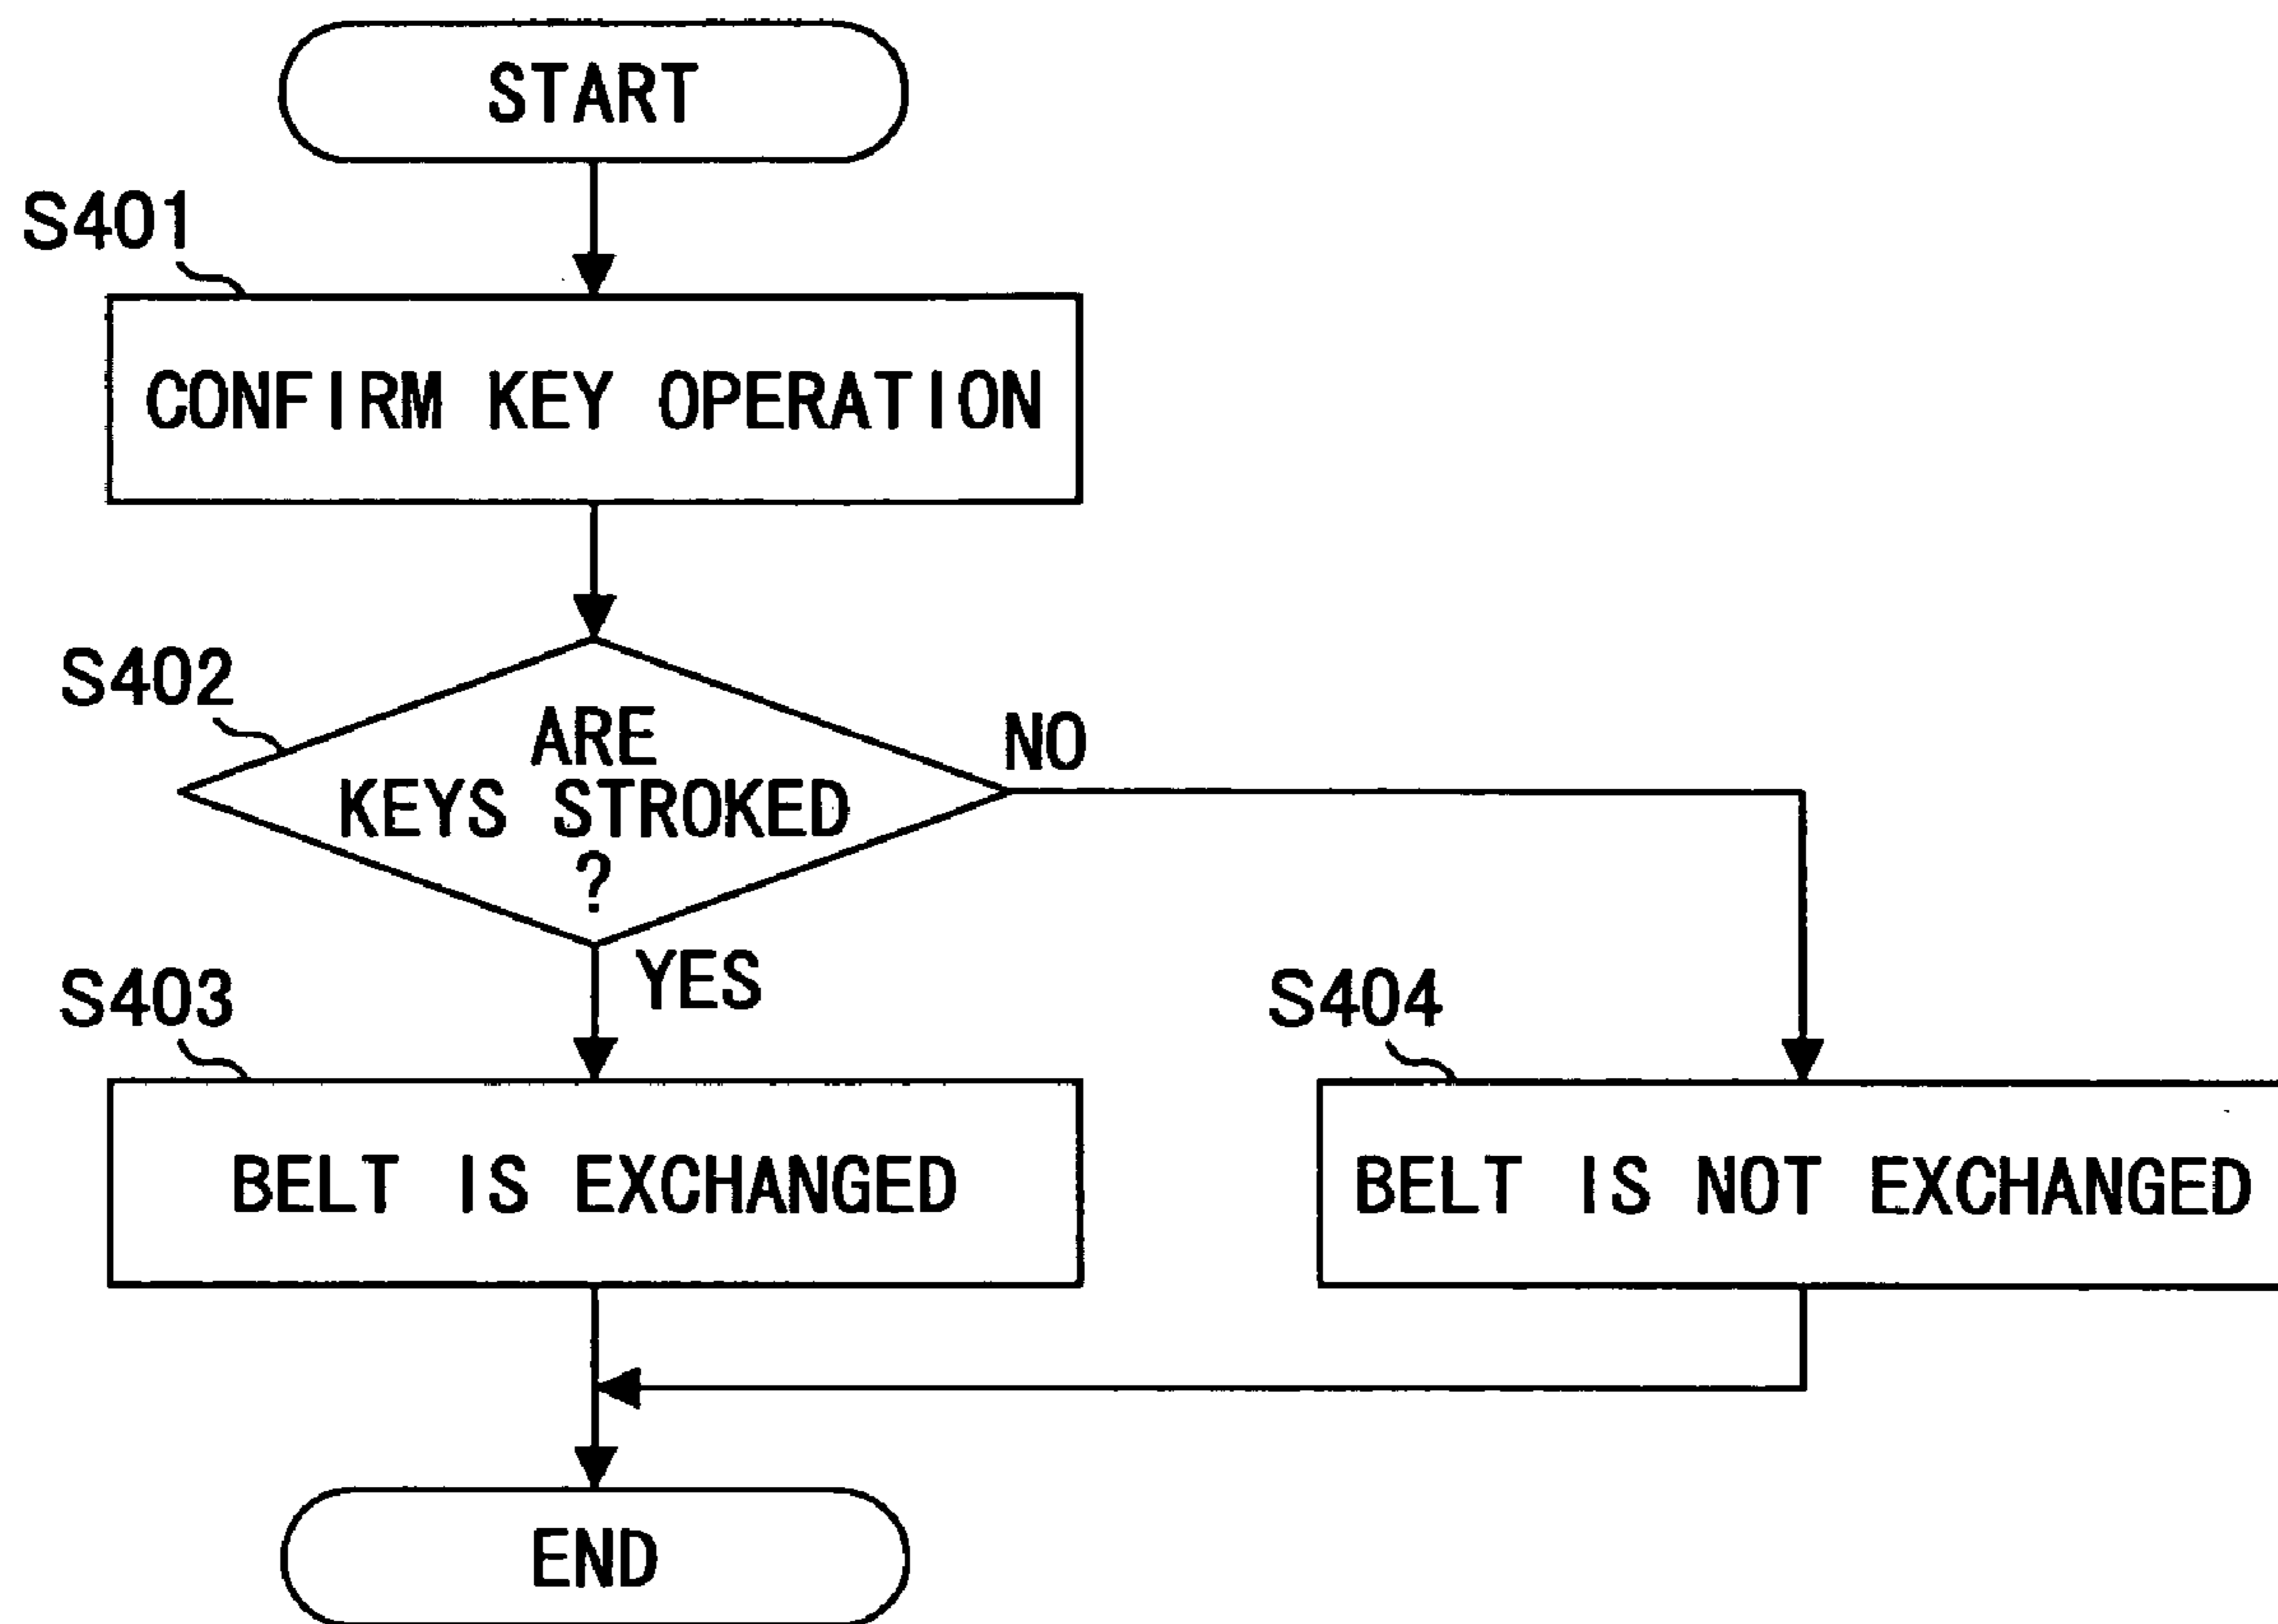 START
S401
CONFIRM KEY OPERATION
S402
ARE
KEYS STROKED
?
NO
YES
S403
BELT IS EXCHANGED
S404
BELT IS NOT EXCHANGED
END